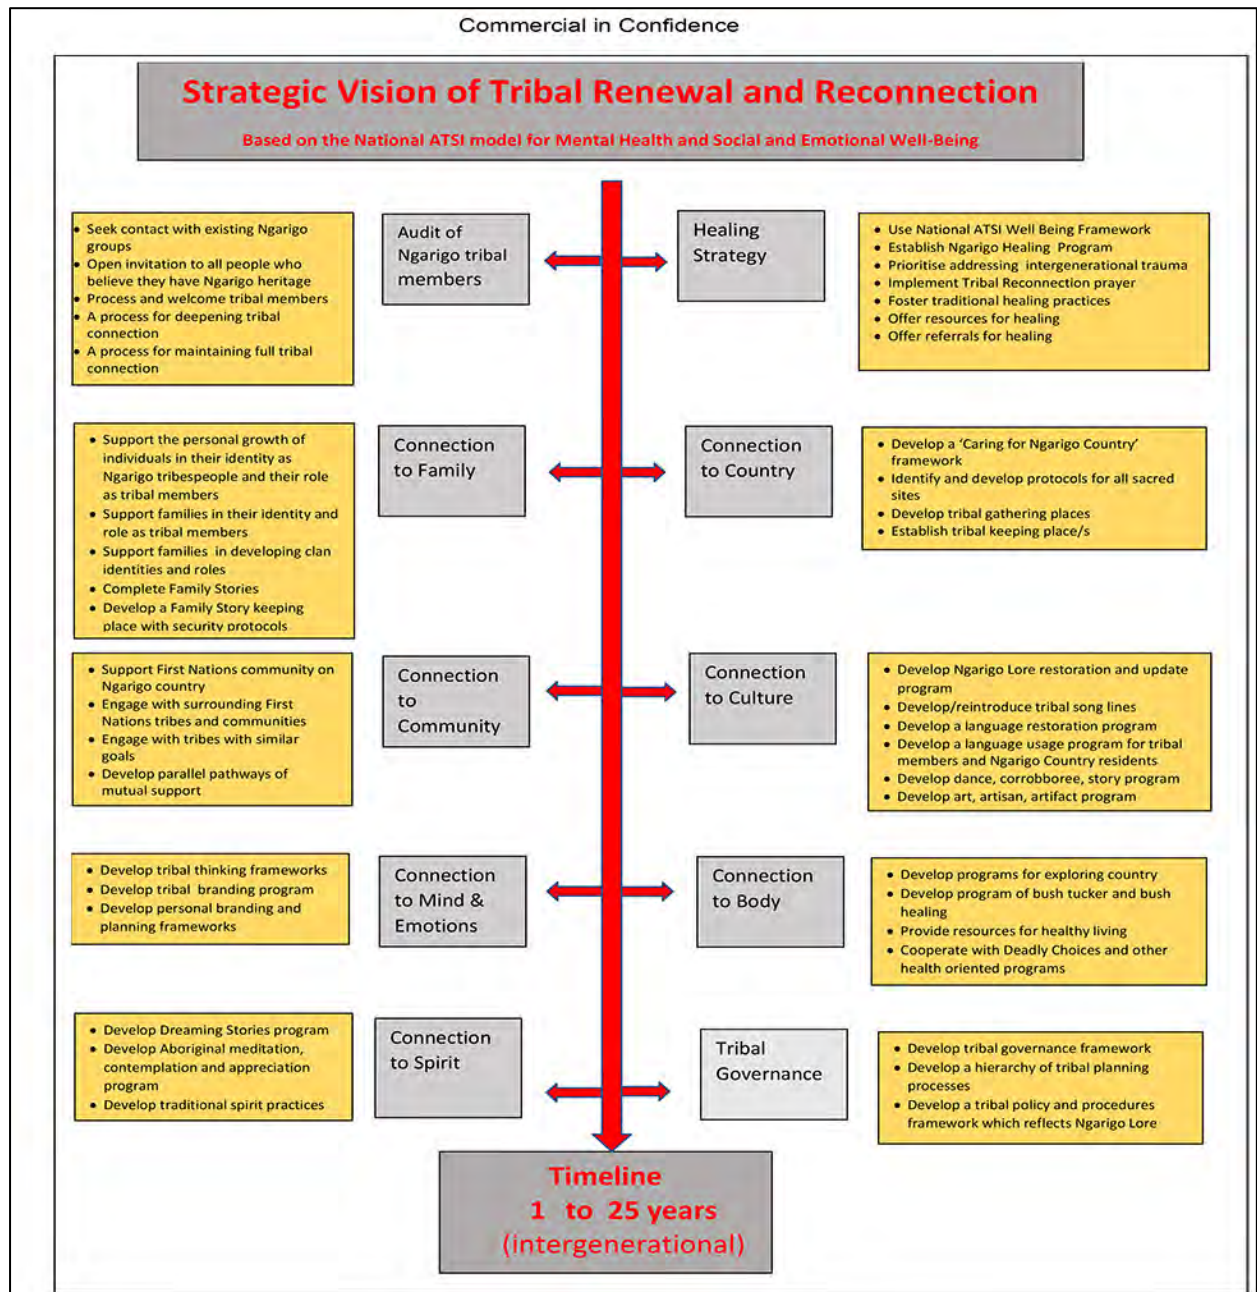 Commercial in Confidence
Strategic Vision of Tribal Renewal and Reconnection
Based on the National ATSI model for Mental Health and Social and Emotional Well-Being
• Seek contact with existing Ngarigo
groups
• Open invitation to all people who
believe they have Ngarigo heritage
• Process and welcome tribal members
• A process for deepening tribal
connection
• A process for maintaining full tribal
connection
Audit of
Ngarigo tribal
members
Healing
Strategy
• Use National ATSI Well Being Framework
• Establish Ngarigo Healing Program
• Prioritise addressing intergenerational trauma
• Implement Tribal Reconnection prayer
• Foster traditional healing practices
• Offer resources for healing
• Offer referrals for healing
• Support the personal growth of
individuals in their identity as
Ngarigo tribespeople and their role
as tribal members
• Support families in their identity and
role as tribal members
• Support families in developing clan
identities and roles
• Complete Family Stories
• Develop a Family Story keeping
place with security protocols
Connection
to Family
Connection
to Country
• Develop a ‘Caring for Ngarigo Country’
framework
• Identify and develop protocols for all sacred
sites
• Develop tribal gathering places
• Establish tribal keeping place/s
• Support First Nations community on
Ngarigo country
• Engage with surrounding First
Nations tribes and communities
• Engage with tribes with similar
goals
• Develop parallel pathways of
mutual support
Connection
to
Community
Connection
to Culture
• Develop Ngarigo Lore restoration and update
program
• Develop/reintroduce tribal song lines
• Develop a language restoration program
• Develop a language usage program for tribal
members and Ngarigo Country residents
• Develop dance, corrobboree, story program
• Develop art, artisan, artifact program
• Develop tribal thinking frameworks
• Develop tribal branding program
• Develop personal branding and
planning frameworks
Connection
to Mind &
Emotions
Connection
to Body
• Develop programs for exploring country
• Develop program of bush tucker and bush
healing
• Provide resources for healthy living
• Cooperate with Deadly Choices and other
health oriented programs
• Develop Dreaming Stories program
• Develop Aboriginal meditation,
contemplation and appreciation
program
• Develop traditional spirit practices
Connection
to Spirit
Tribal
Governance
• Develop tribal governance framework
• Develop a hierarchy of tribal planning
processes
• Develop a tribal policy and procedures
framework which reflects Ngarigo Lore
Timeline
1 to 25 years
(intergenerational)